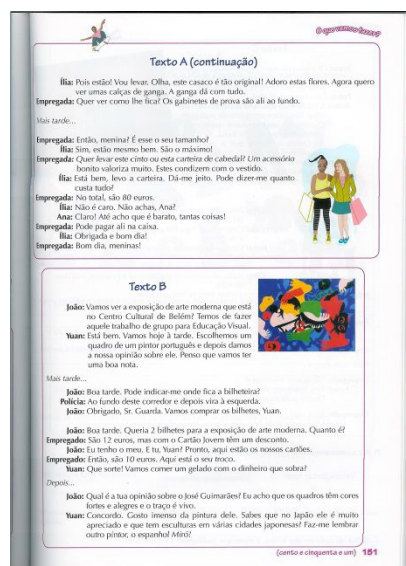 O que vamos fazer?
Texto A (continuação)
Ília: Pois estão! Vou levar. Olha, este casaco é tão original! Adoro estas flores. Agora quero
ver umas calças de ganga. A ganga dá com tudo.
Empregada: Quer ver como lhe fica? Os gabinetes de prova são ali ao fundo.
Mais tarde...
Empregada: Então, menina? É esse o seu tamanho?
Ília: Sim, estão mesmo bem. São o máximo!
Empregada: Quer levar este cinto ou esta carteira de cabedal? Um acessório
bonito valoriza muito. Estes condizem com o vestido.
Ília: Está bem, levo a carteira. Dá-me jeito. Pode dizer-me quanto
custa tudo?
Empregada: No total, são 80 euros.
Ília: Não é caro. Não achas, Ana?
Ana: Claro! Até acho que é barato, tantas coisas!
Empregada: Pode pagar ali na caixa.
Ília: Obrigada e bom dia!
Empregada: Bom dia, meninas!
Texto B
João: Vamos ver a exposição de arte moderna que está
no Centro Cultural de Belém? Temos de fazer
aquele trabalho de grupo para Educação Visual.
Yuan: Está bem. Vamos hoje à tarde. Escolhemos um
quadro de um pintor português e depois damos
a nossa opinião sobre ele. Penso que vamos ter
uma boa nota.
Mais tarde...
João: Boa tarde. Pode indicar-me onde fica a bilheteira?
Polícia: Ao fundo deste corredor e depois vira à esquerda.
João: Obrigado, Sr. Guarda. Vamos comprar os bilhetes, Yuan.
João: Boa tarde. Queria 2 bilhetes para a exposição de arte moderna. Quanto é?
Empregado: São 12 euros, mas com o Cartão Jovem têm um desconto.
João: Eu tenho o meu. E tu, Yuan? Pronto, aqui estão os nossos cartões.
Empregado: Então, são 10 euros. Aqui está o seu troco.
Yuan: Que sorte! Vamos comer um gelado com o dinheiro que sobra?
Depois...
João: Qual é a tua opinião sobre o José Guimarães? Eu acho que os quadros têm cores
fortes e alegres e o traço é vivo.
Yuan: Concordo. Gosto imenso da pintura dele. Sabes que no Japão ele é muito
apreciado e que tem esculturas em várias cidades japonesas? Faz-me lembrar
outro pintor, o espanhol Miró!
(cento e cinquenta e um) 151